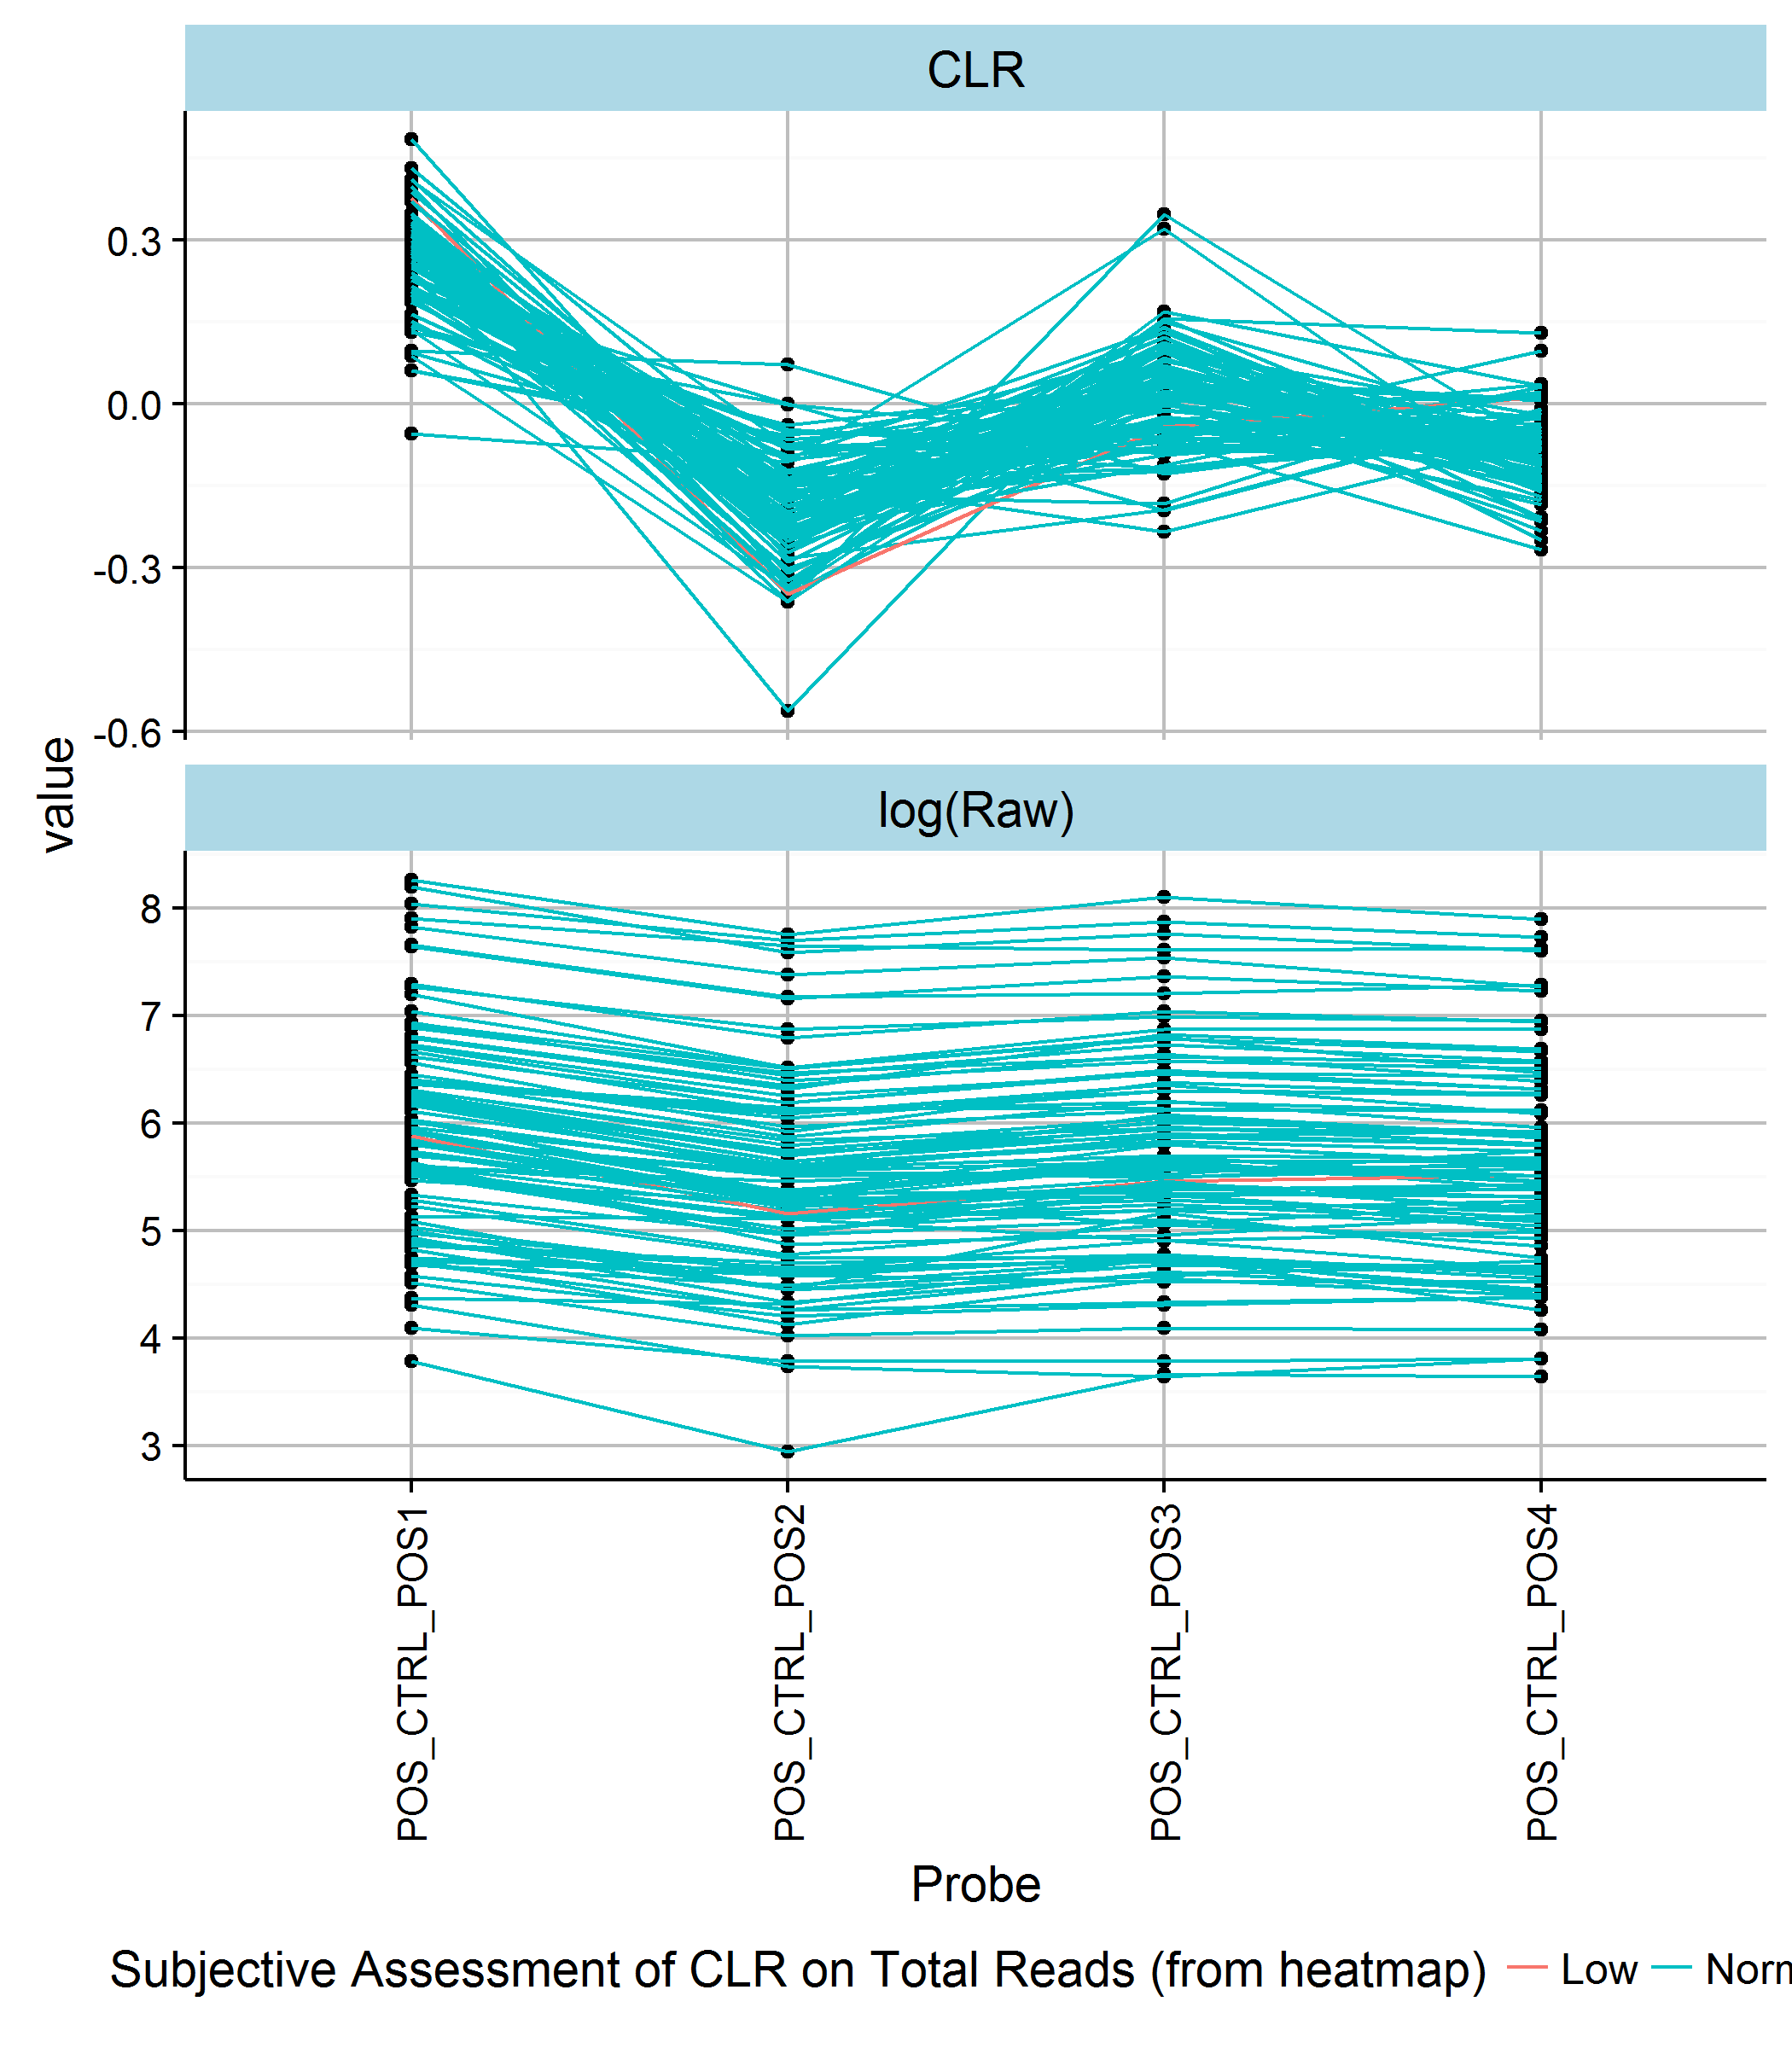 CLR
0.3
0.0
-0.3
-0.6
value
log(Raw)
8
7
6
5
4
3
POS_CTRL_POS1
POS_CTRL_POS2
POS_CTRL_POS3
POS_CTRL_POS4
Probe
Subjective Assessment of CLR on Total Reads (from heatmap) Low